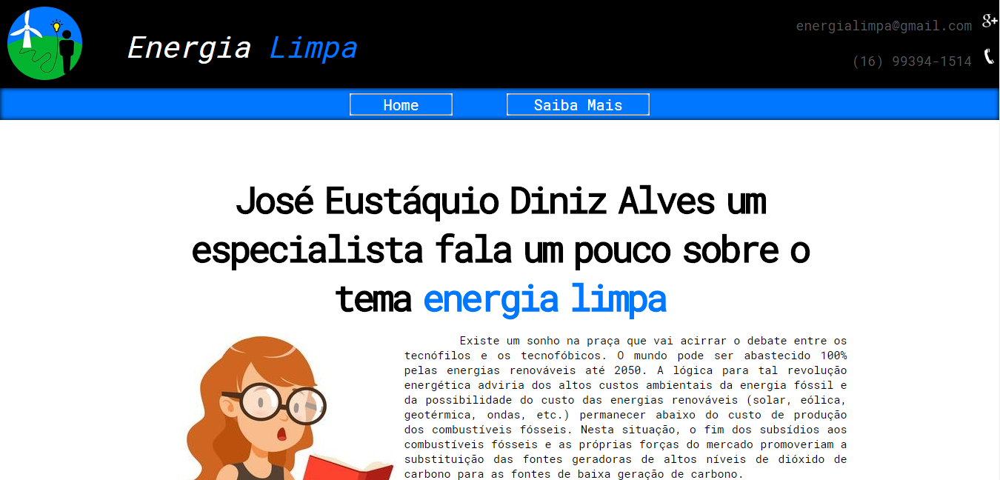 Energia Limpa
energialimpa@gmail.com
g+
(16) 99394-1514
Home
Saiba Mais
José Eustáquio Diniz Alves um
especialista fala um pouco sobre o
tema energia limpa
Existe um sonho na praça que vai acirrar o debate entre os
tecnófilos e os tecnofóbicos. O mundo pode ser abastecido 100%
pelas energias renováveis até 2050. A lógica para tal revolução
energética adviria dos altos custos ambientais da energia fóssil e
da possibilidade do custo das energias renováveis (solar, eólica,
geotérmica, ondas, etc.) permanecer abaixo do custo de produção
dos combustíveis fósseis. Nesta situação, o fim dos subsídios aos
combustíveis fósseis e as próprias forças do mercado promoveriam a
substituição das fontes geradoras de altos níveis de dióxido de
carbono para as fontes de baixa geração de carbono.